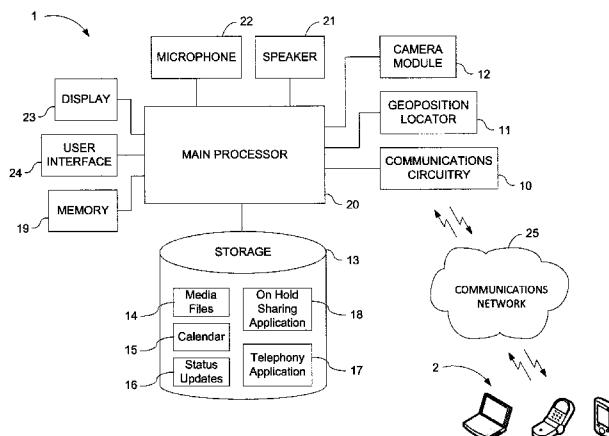 1
22
MICROPHONE
21
SPEAKER
CAMERA
MODULE
12
DISPLAY
23
GEOPOSITION
LOCATOR
11
USER
INTERFACE
24
MAIN PROCESSOR
20
COMMUNICATIONS
CIRCUITRY
10
MEMORY
19
STORAGE
13
Media
Files
14
On Hold
Sharing
Application
18
Calendar
15
Status
Updates
16
Telephony
Application
17
25
COMMUNICATIONS
NETWORK
2